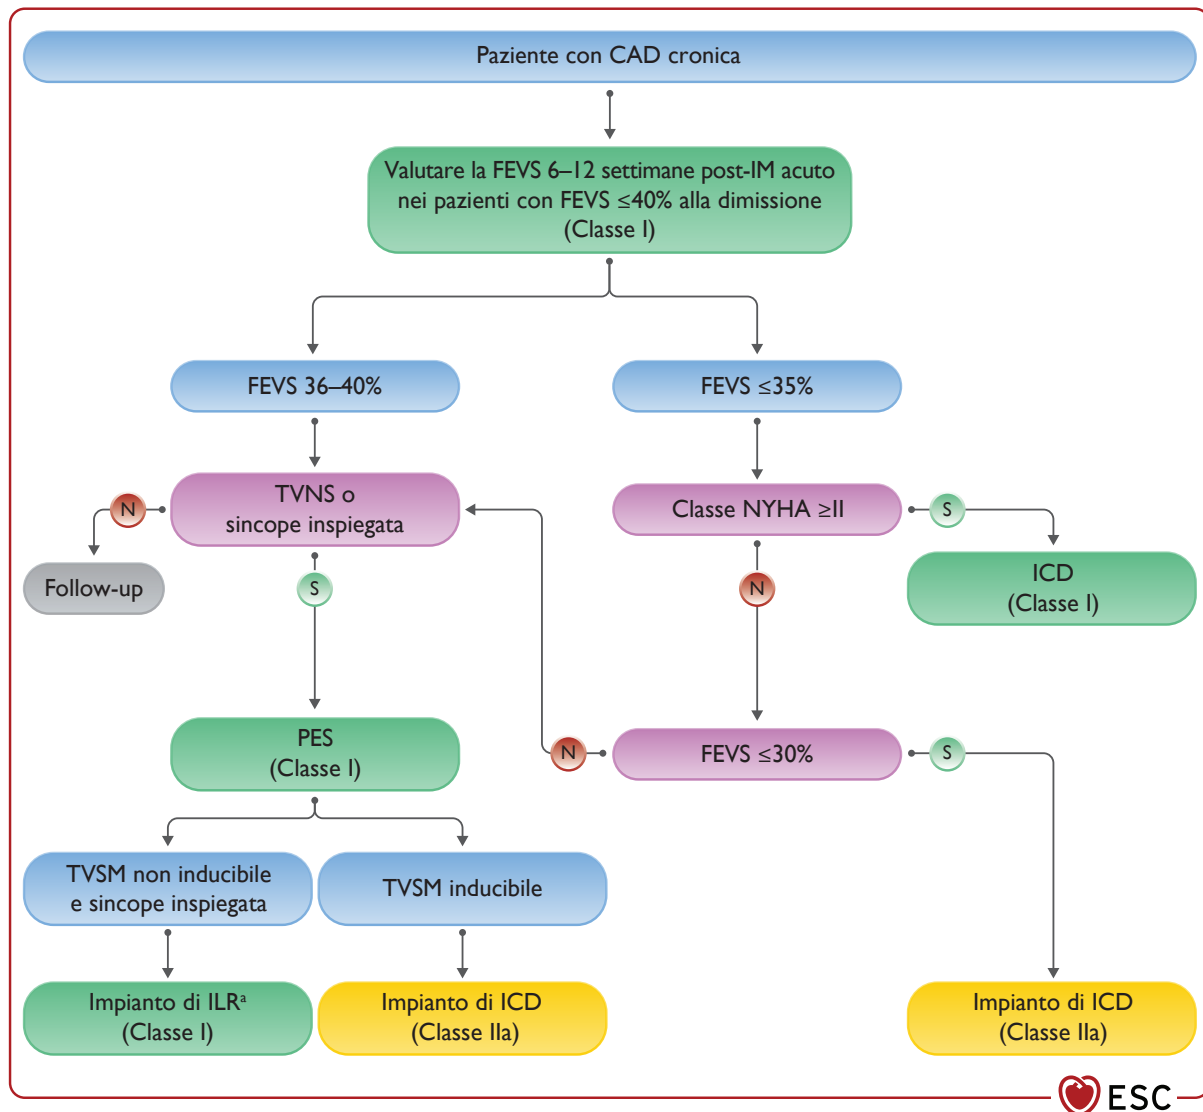 Paziente con CAD cronica
Valutare la FEVS 6–12 settimane post-IM acuto
nei pazienti con FEVS ≤40% alla dimissione
(Classe I)
FEVS 36–40%
FEVS ≤35%
TVNS o
sincope inspiegata
Classe NYHA ≥II
N
S
Follow-up
S
N
ICD
(Classe I)
PES
(Classe I)
N
FEVS ≤30%
S
TVSM non inducibile
e sincope inspiegata
TVSM inducibile
Impianto di ILRᵃ
(Classe I)
Impianto di ICD
(Classe IIa)
Impianto di ICD
(Classe IIa)
ESC